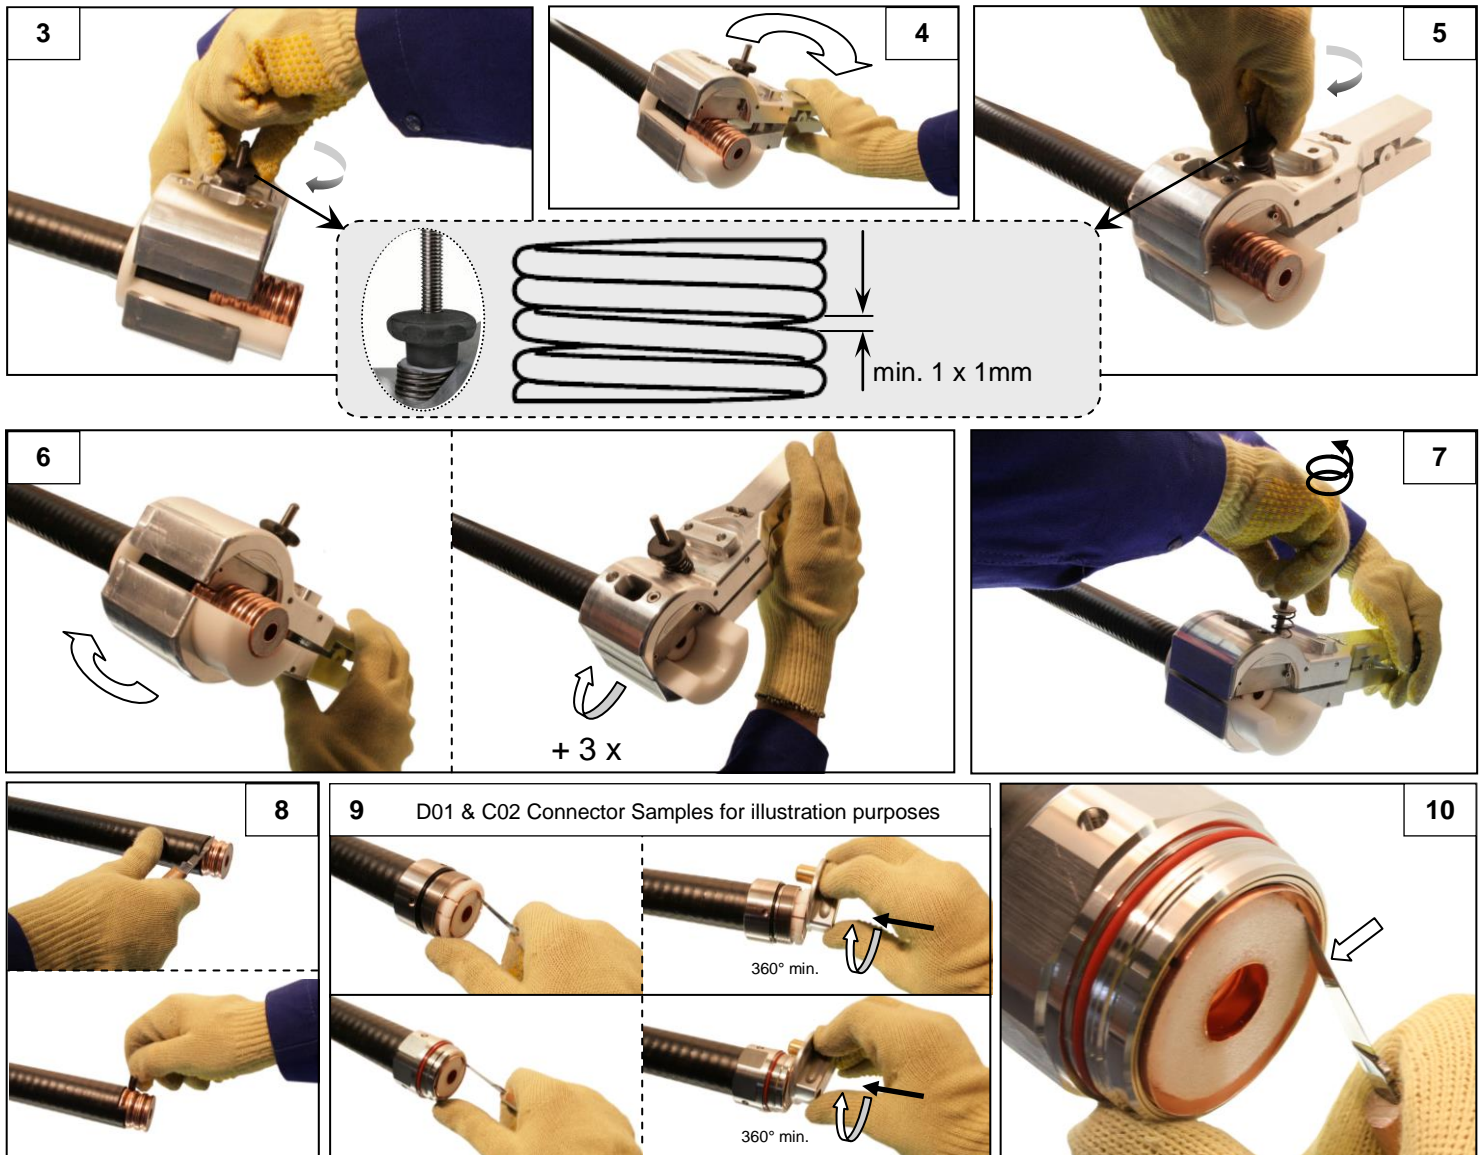 3
4
5
min. 1 x 1mm
6
+ 3 x
7
8
9
D01 & C02 Connector Samples for illustration purposes
360° min.
360° min.
10